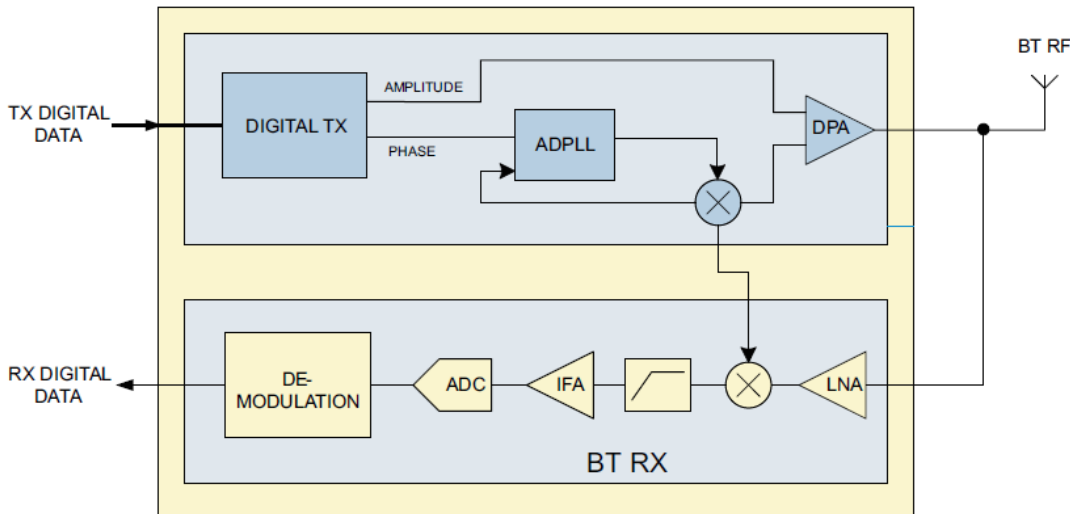 BT RF
TX DIGITAL
DATA
DIGITAL TX
AMPLITUDE
PHASE
ADPLL
DPA
RX DIGITAL
DATA
DE-
MODULATION
ADC
IFA
LNA
BT RX